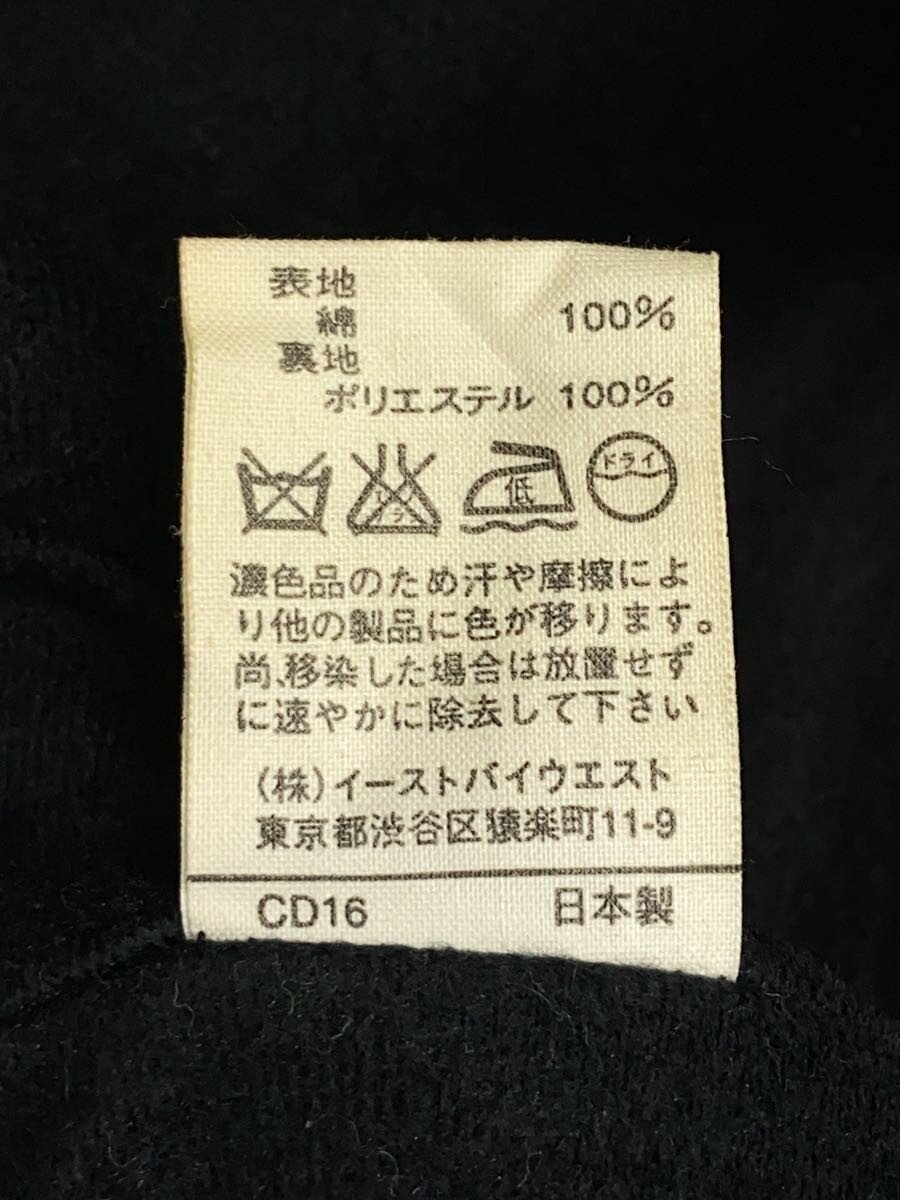 表地
綿 100%
裏地
ポリエステル 100%
低 ドライ
濃色品のため汗や摩擦によ
り他の製品に色が移ります。
尚、移染した場合は放置せず
に速やかに除去して下さい
(株)イーストバイウエスト
東京都渋谷区猿楽町11-9
CD16 日本製